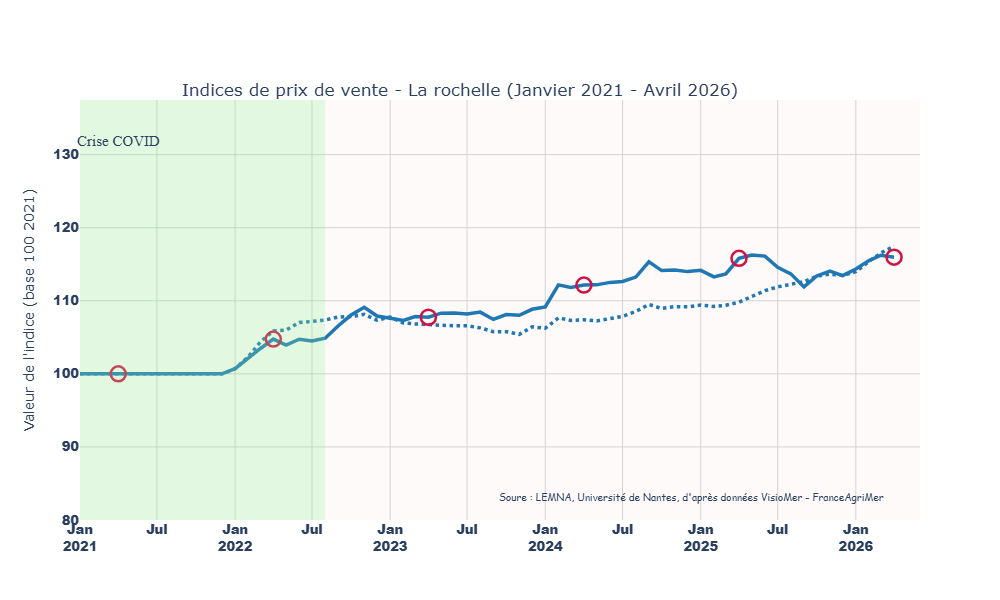 Indices de prix de vente - La rochelle (Janvier 2021 - Avril 2026)
Crise COVID
Valeur de l'indice (base 100 2021)
130
120
110
100
90
80
Soure : LEMNA, Université de Nantes, d'après données VisioMer - FranceAgriMer
Jan Jul Jan Jul Jan Jul Jan Jul Jan Jul Jan
2021 2022 2023 2024 2025 2026